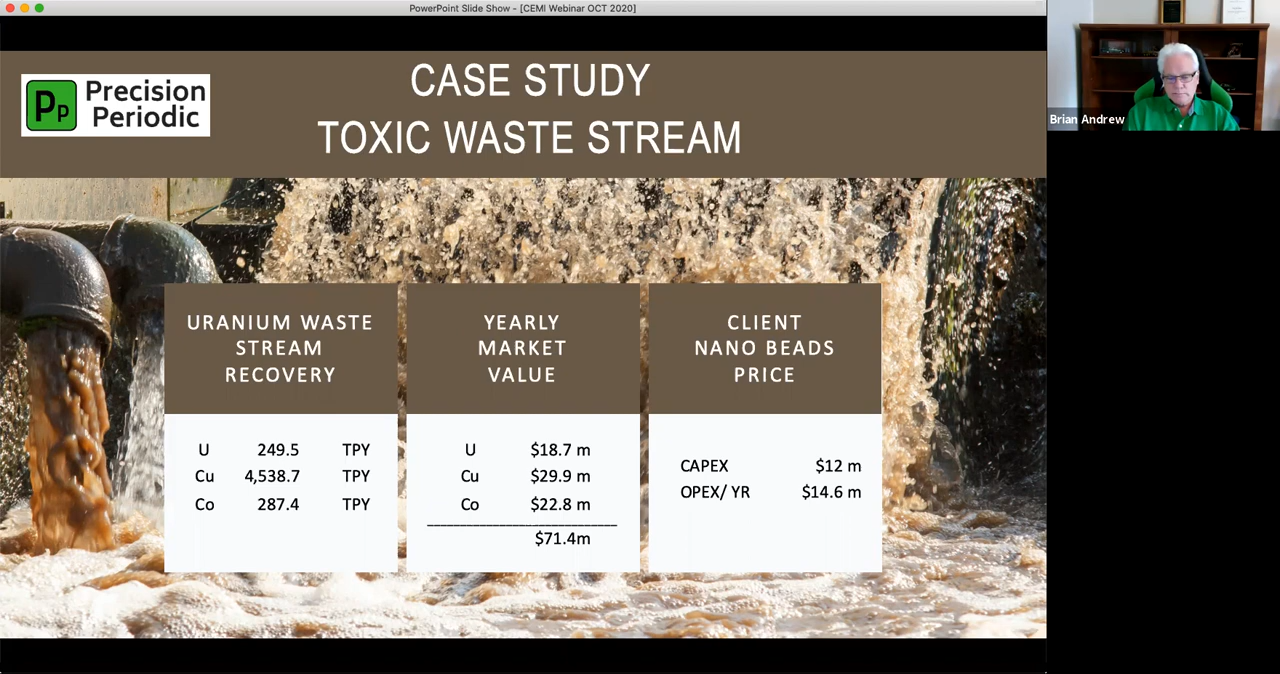 PowerPoint Slide Show - [CEMI Webinar OCT 2020]
Pp Precision
Periodic
CASE STUDY
TOXIC WASTE STREAM
Brian Andrew
URANIUM WASTE
STREAM
RECOVERY
U 249.5 TPY
Cu 4,538.7 TPY
Co 287.4 TPY
YEARLY
MARKET
VALUE
U $18.7 m
Cu $29.9 m
Co $22.8 m
$71.4m
CLIENT
NANO BEADS
PRICE
CAPEX $12 m
OPEX/ YR $14.6 m